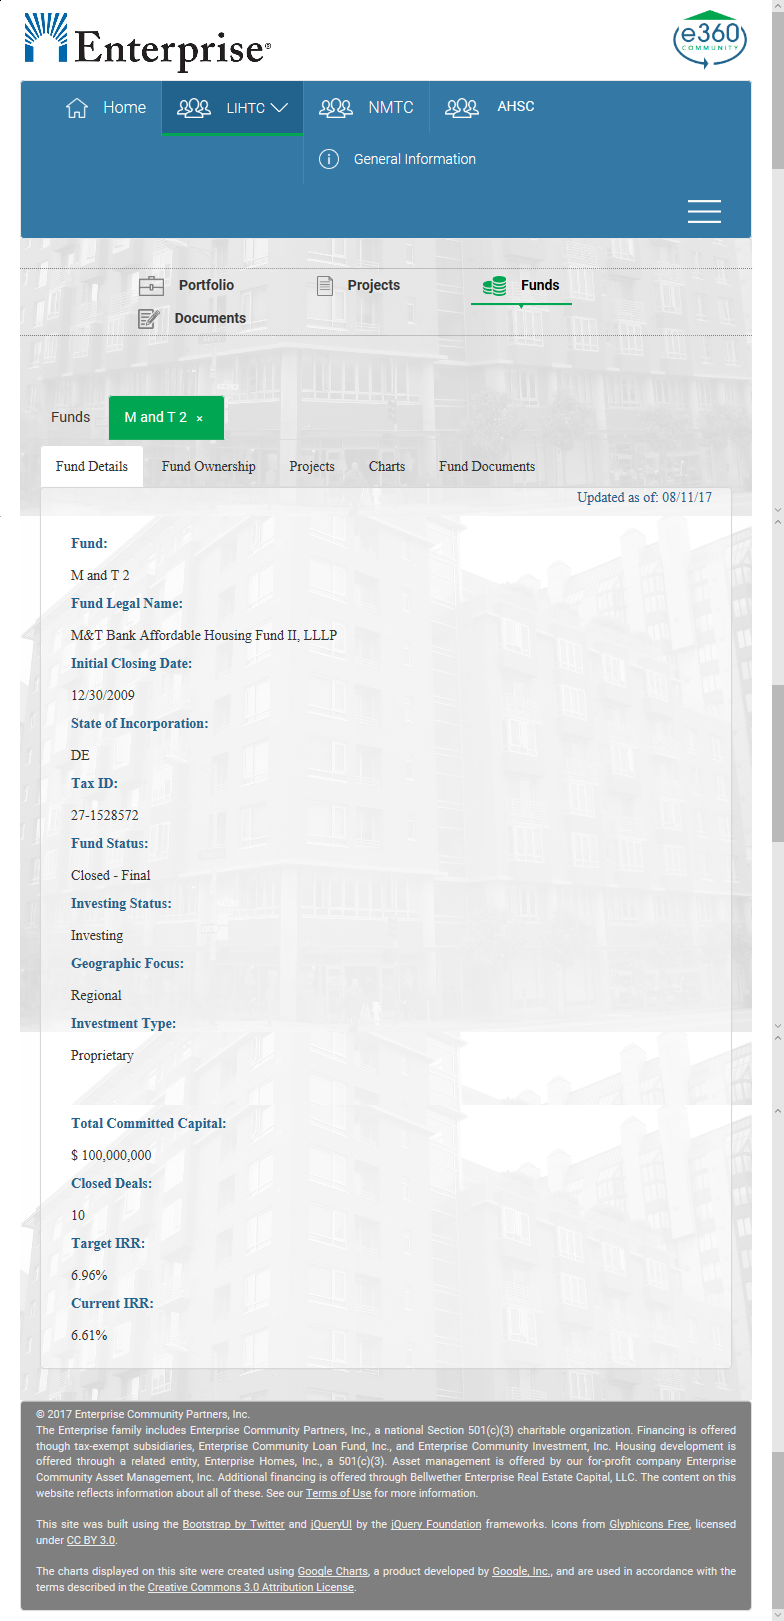 Enterprise®
e360
COMMUNITY
Home
LIHTC
NMTC
AHSC
General Information
Portfolio
Projects
Funds
Documents
Funds
M and T 2 ×
Fund Details
Fund Ownership
Projects
Charts
Fund Documents
Updated as of: 08/11/17
Fund:
M and T 2
Fund Legal Name:
M&T Bank Affordable Housing Fund II, LLLP
Initial Closing Date:
12/30/2009
State of Incorporation:
DE
Tax ID:
27-1528572
Fund Status:
Closed - Final
Investing Status:
Investing
Geographic Focus:
Regional
Investment Type:
Proprietary
Total Committed Capital:
$ 100,000,000
Closed Deals:
10
Target IRR:
6.96%
Current IRR:
6.61%
© 2017 Enterprise Community Partners, Inc.
The Enterprise family includes Enterprise Community Partners, Inc., a national Section 501(c)(3) charitable organization. Financing is offered
though tax-exempt subsidiaries, Enterprise Community Loan Fund, Inc., and Enterprise Community Investment, Inc. Housing development is
offered through a related entity, Enterprise Homes, Inc., a 501(c)(3). Asset management is offered by our for-profit company Enterprise
Community Asset Management, Inc. Additional financing is offered through Bellwether Enterprise Real Estate Capital, LLC. The content on this
website reflects information about all of these. See our Terms of Use for more information.
This site was built using the Bootstrap by Twitter and jQueryUI by the jQuery Foundation frameworks. Icons from Glyphicons Free, licensed
under CC BY 3.0.
The charts displayed on this site were created using Google Charts, a product developed by Google, Inc., and are used in accordance with the
terms described in the Creative Commons 3.0 Attribution License.